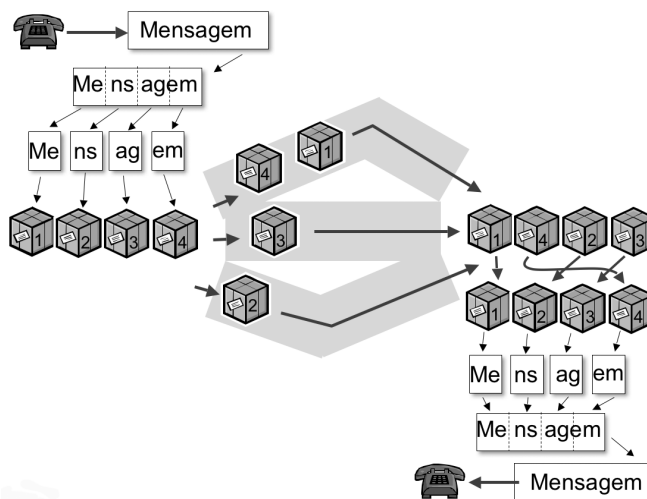 Mensagem
Me ns agem
Me ns ag em
1 2 3 4
4 1
3
2
1 4 2 3
1 2 3 4
Me ns ag em
Me ns agem
Mensagem